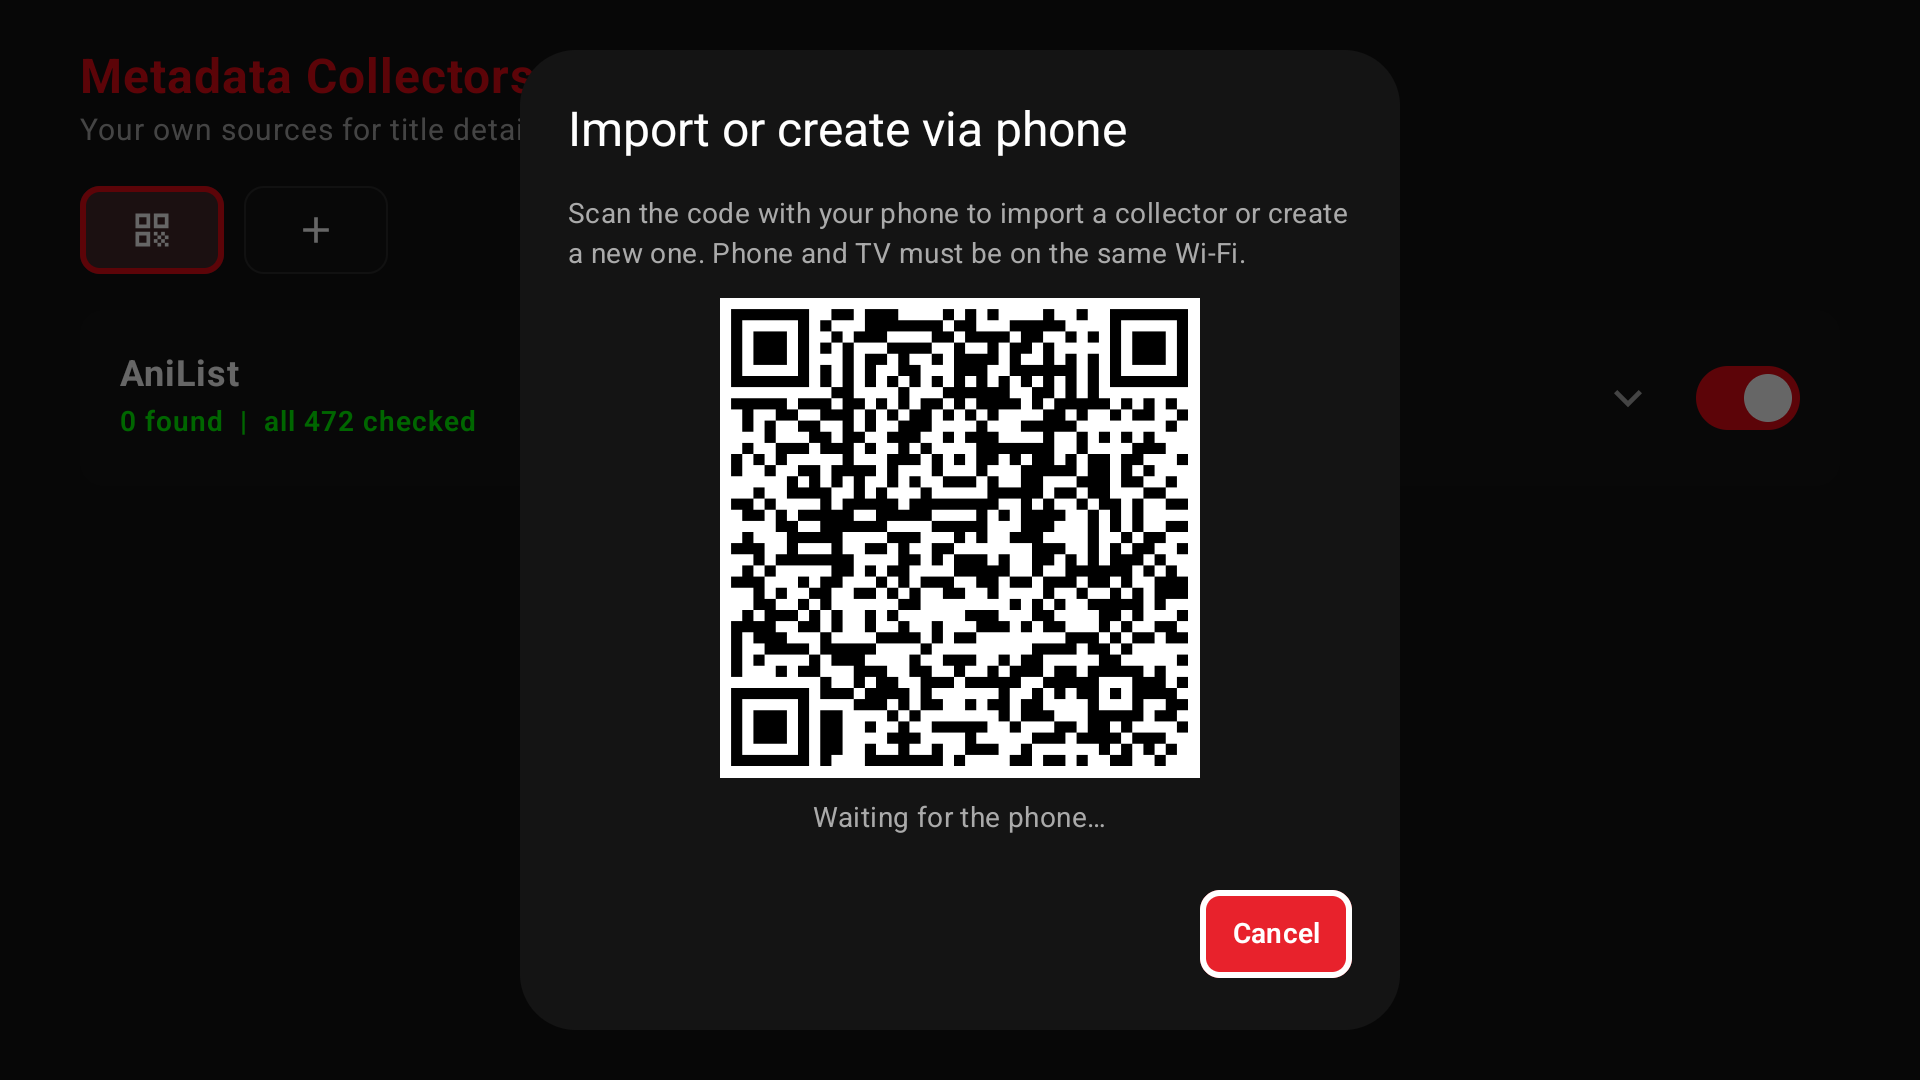 Metadata Collectors
Your own sources for title detai
AniList
0 found | all 472 checked
Import or create via phone
Scan the code with your phone to import a collector or create
a new one. Phone and TV must be on the same Wi-Fi.
Waiting for the phone…
Cancel